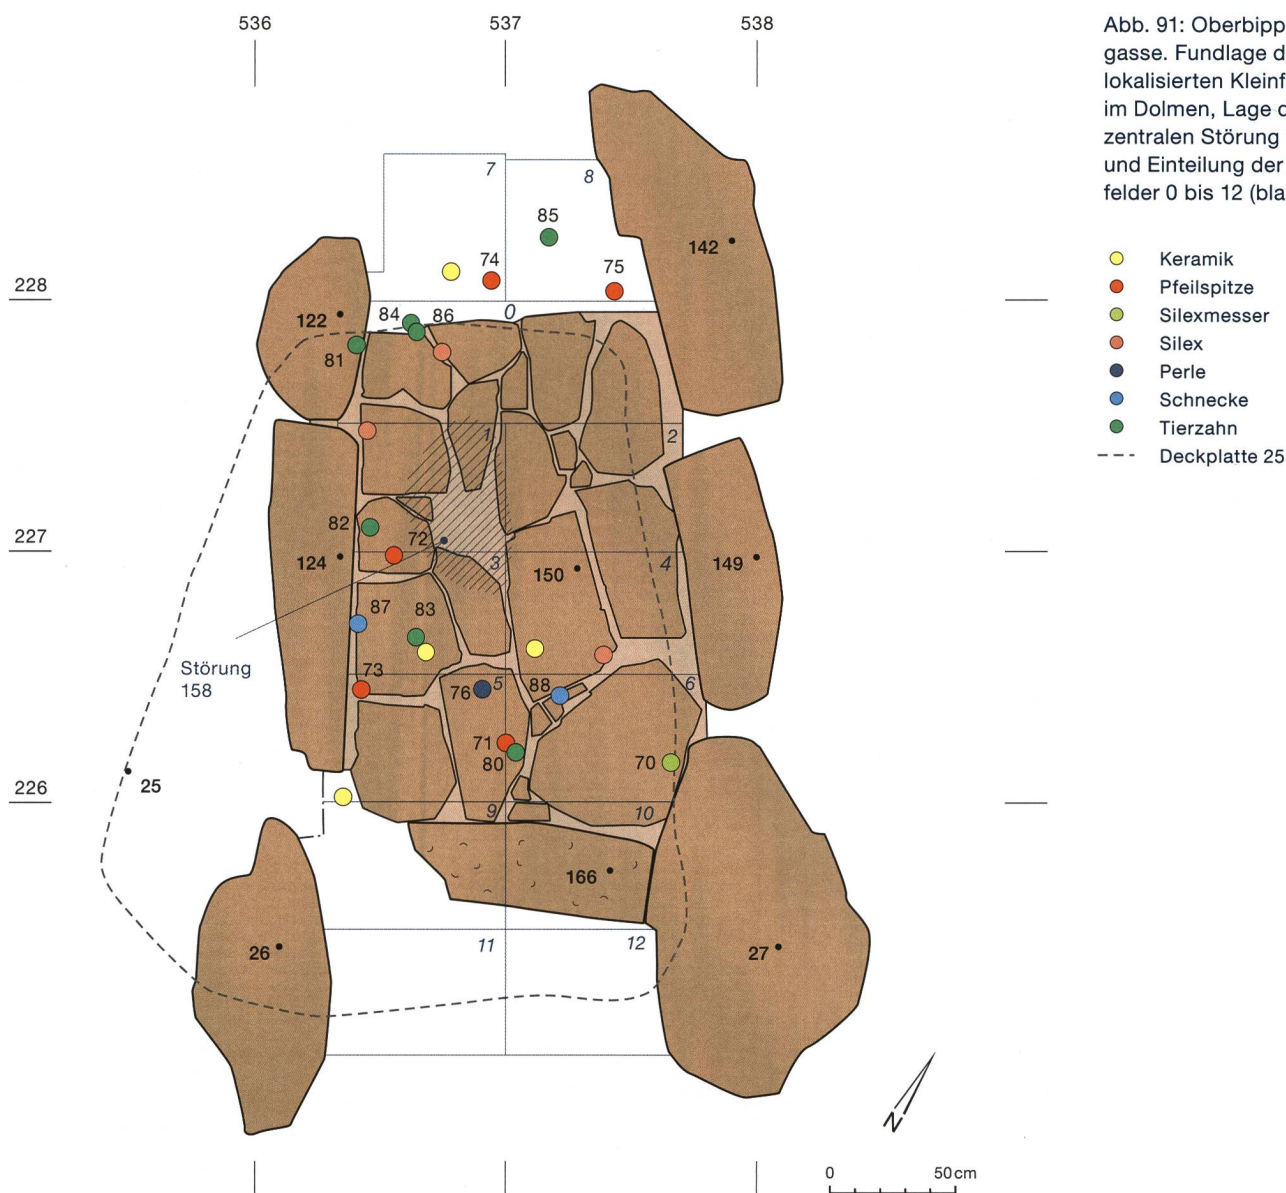 536 537 538
Abb. 91: Oberbipp
gasse. Fundlage d
lokalisierten Kleinf
im Dolmen, Lage d
zentralen Störung
und Einteilung der
felder 0 bis 12 (bla
Keramik
Pfeilspitze
Silexmesser
Silex
Perle
Schnecke
Tierzahn
Deckplatte 25
7
8
85
142
74
75
228
0
84 86
122
81
1 2
82
72
227
124
3
150
4
149
87 83
Störung
158
73
76
5
88
6
71
80
70
25
226
9
10
166
26
11
12
27
N
0 50 cm